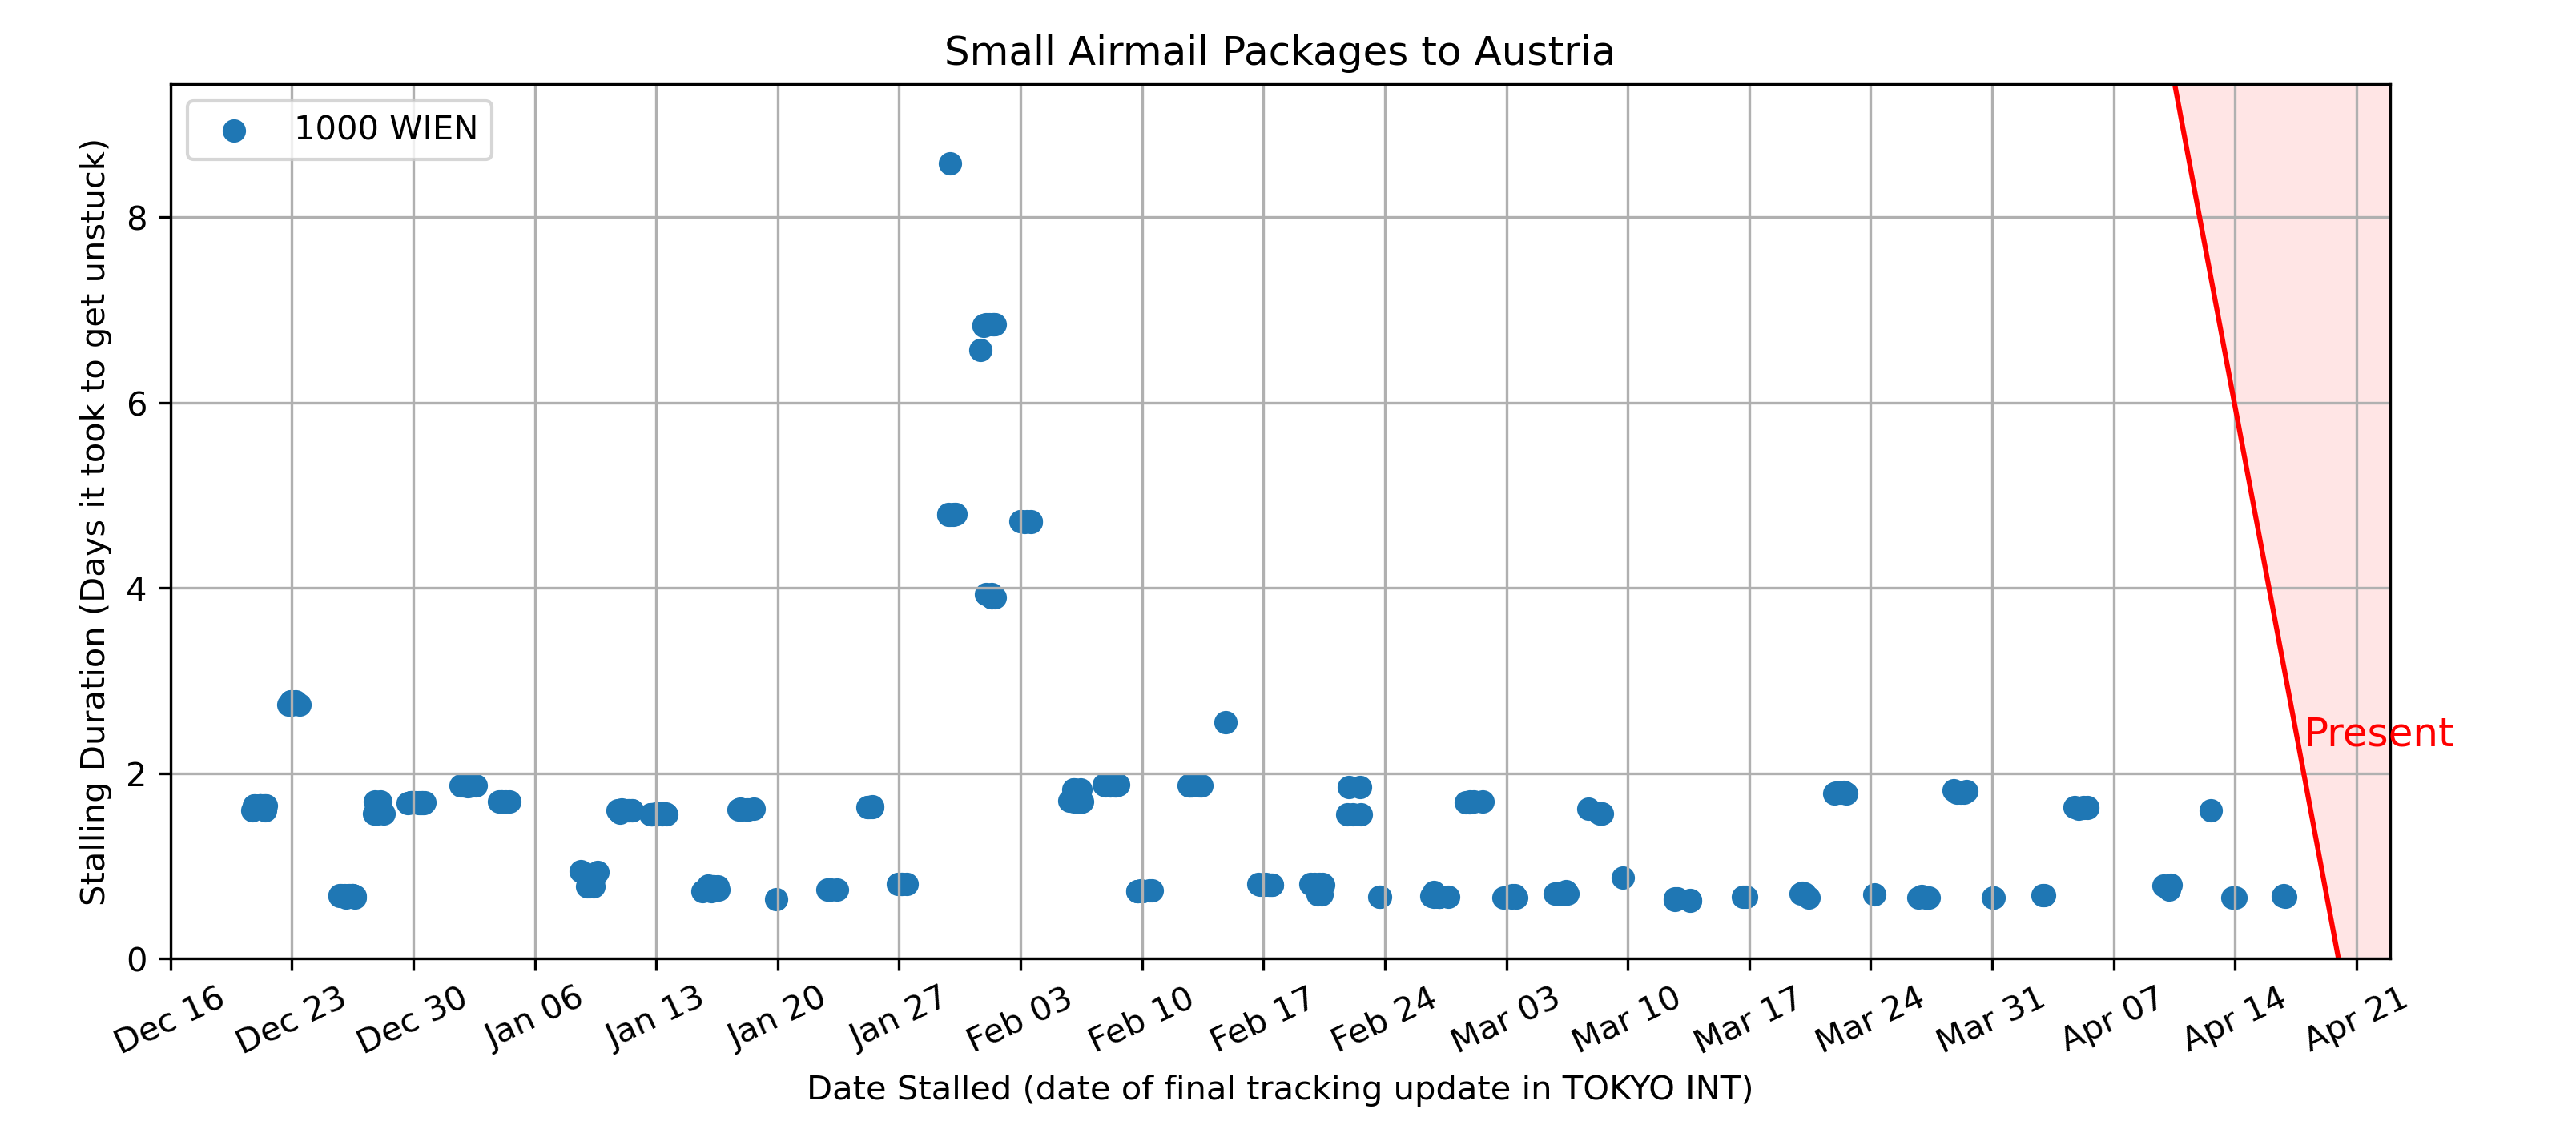 Small Airmail Packages to Austria
1000 WIEN
Stalling Duration (Days it took to get unstuck)
8
6
4
2
0
Present
Dec 16
Dec 23
Dec 30
Jan 06
Jan 13
Jan 20
Jan 27
Feb 03
Feb 10
Feb 17
Feb 24
Mar 03
Mar 10
Mar 17
Mar 24
Mar 31
Apr 07
Apr 14
Apr 21
Date Stalled (date of final tracking update in TOKYO INT)